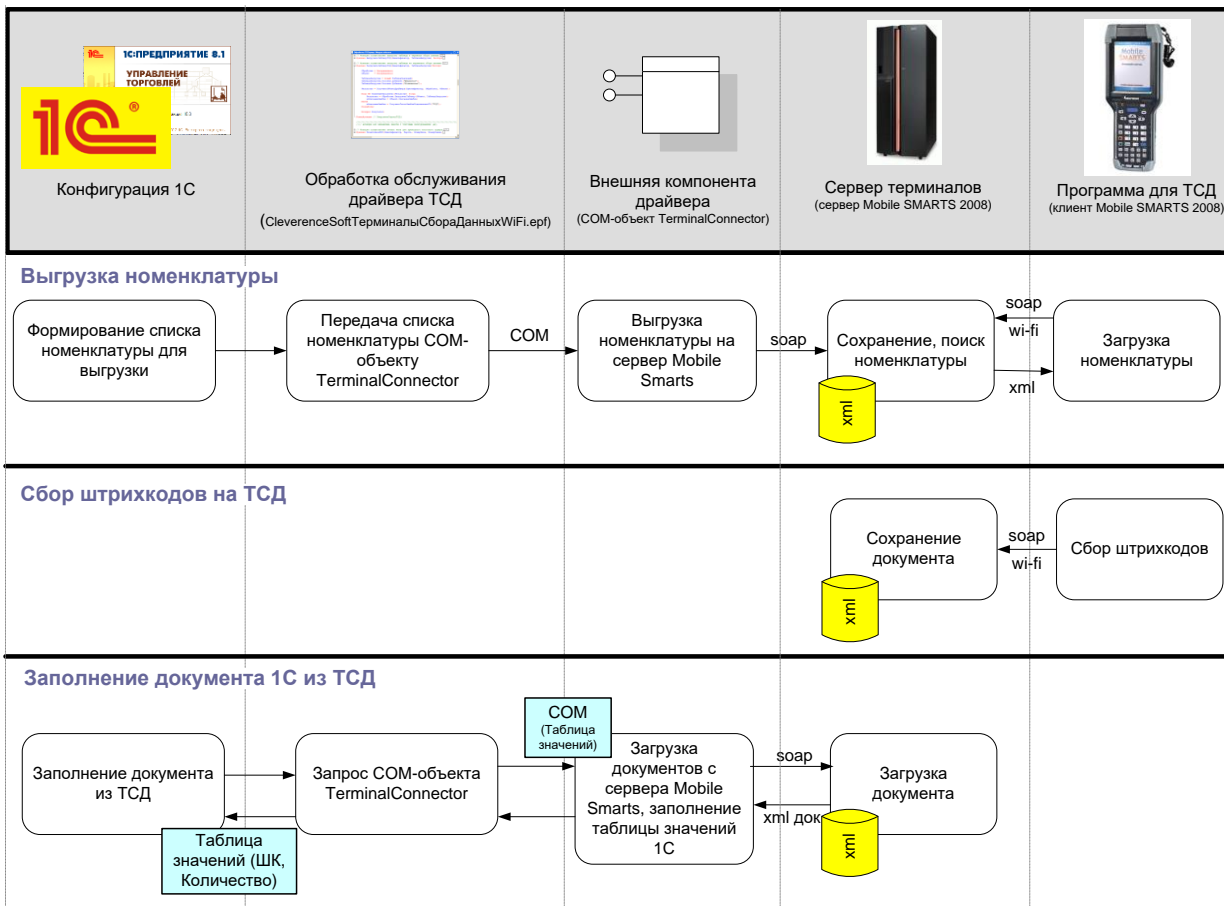 1С:ПРЕДПРИЯТИЕ 8.1
УПРАВЛЕНИЕ
ТОРГОВЛЕЙ
1С®
Mobile
SMARTS
Конфигурация 1С
Обработка обслуживания
драйвера ТСД
(CleverenceSoftТерминалыСбораДанныхWiFi.epf)
Внешняя компонента
драйвера
(COM-объект TerminalConnector)
Сервер терминалов
(сервер Mobile SMARTS 2008)
Программа для ТСД
(клиент Mobile SMARTS 2008)
Выгрузка номенклатуры
Формирование списка
номенклатуры для
выгрузки
Передача списка
номенклатуры COM-
объекту
TerminalConnector
COM
Выгрузка
номенклатуры на
сервер Mobile
Smarts
soap
Сохранение, поиск
номенклатуры
xml
soap
wi-fi
xml
Загрузка
номенклатуры
Сбор штрихкодов на ТСД
Сохранение
документа
xml
soap
wi-fi
Сбор штрихкодов
Заполнение документа 1С из ТСД
Заполнение документа
из ТСД
Таблица
значений (ШК,
Количество)
Запрос COM-объекта
TerminalConnector
COM
(Таблица
значений)
Загрузка
документов с
сервера Mobile
Smarts, заполнение
таблицы значений
1С
soap
xml док
Загрузка
документа
xml